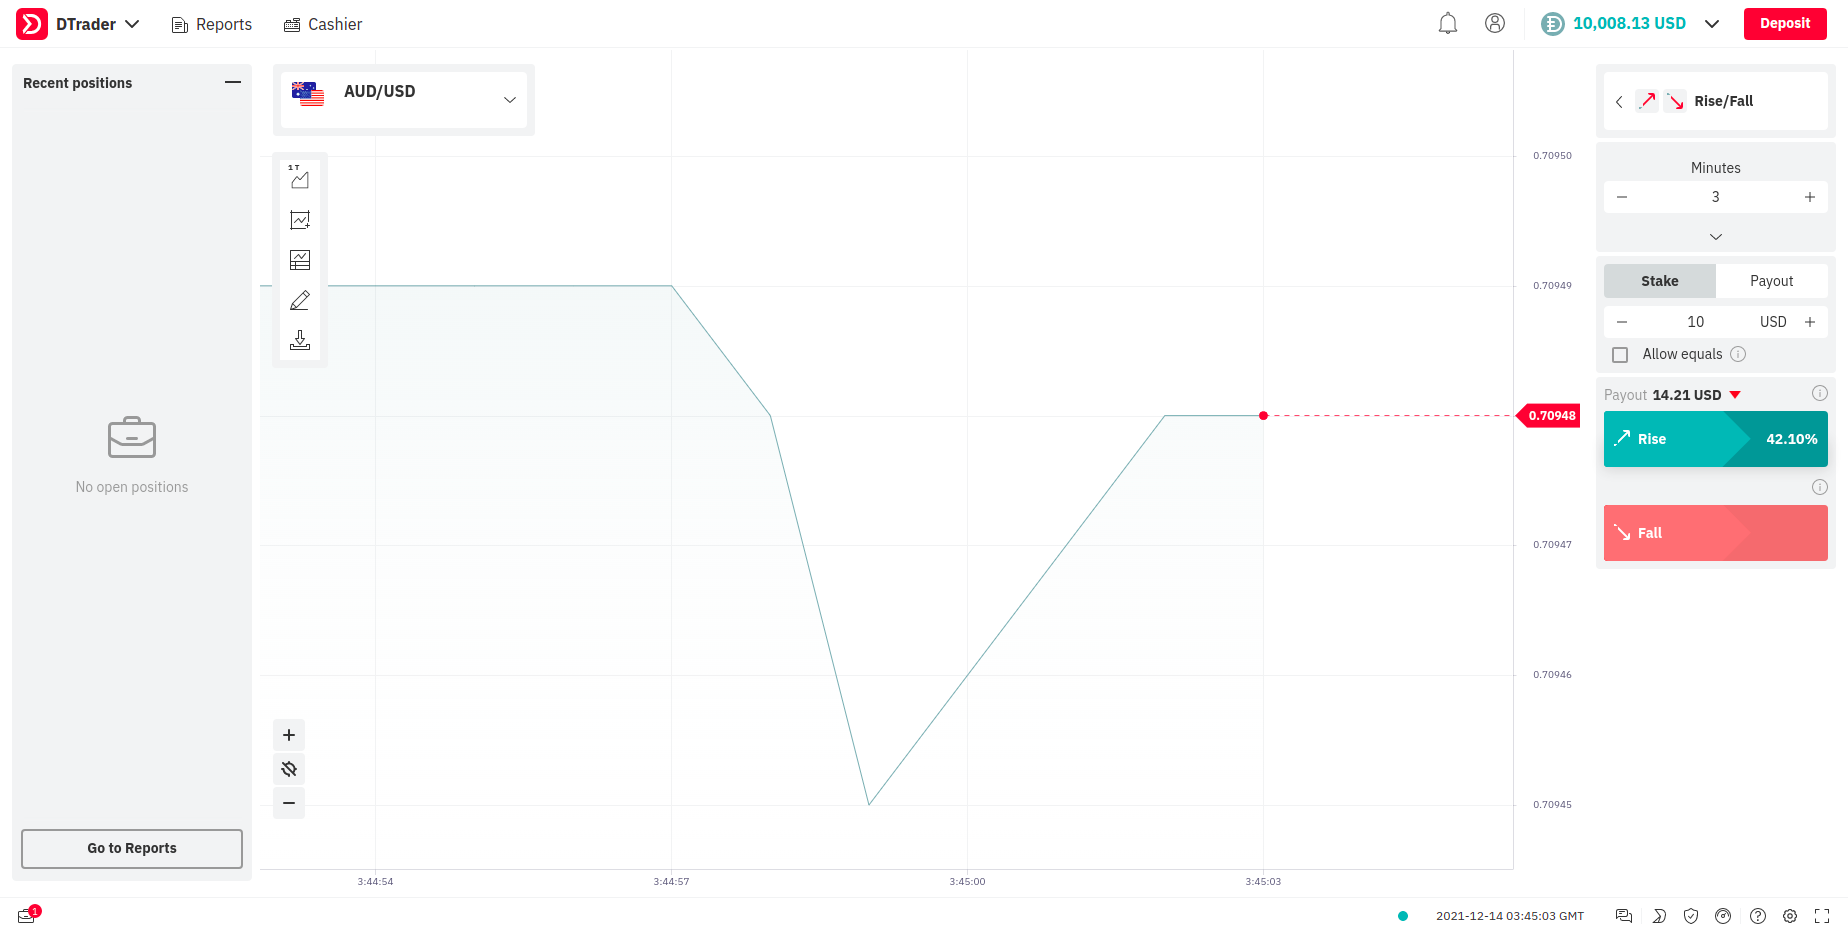 DTrader
Reports
Cashier
10,008.13 USD
Deposit
Recent positions
No open positions
Go to Reports
AUD/USD
1 T
0.70950
0.70949
0.70948
0.70947
0.70946
0.70945
3:44:54
3:44:57
3:45:00
3:45:03
Rise/Fall
Minutes
3
Stake
Payout
10
USD
Allow equals
Payout 14.21 USD
Rise
42.10%
Fall
1
2021-12-14 03:45:03 GMT